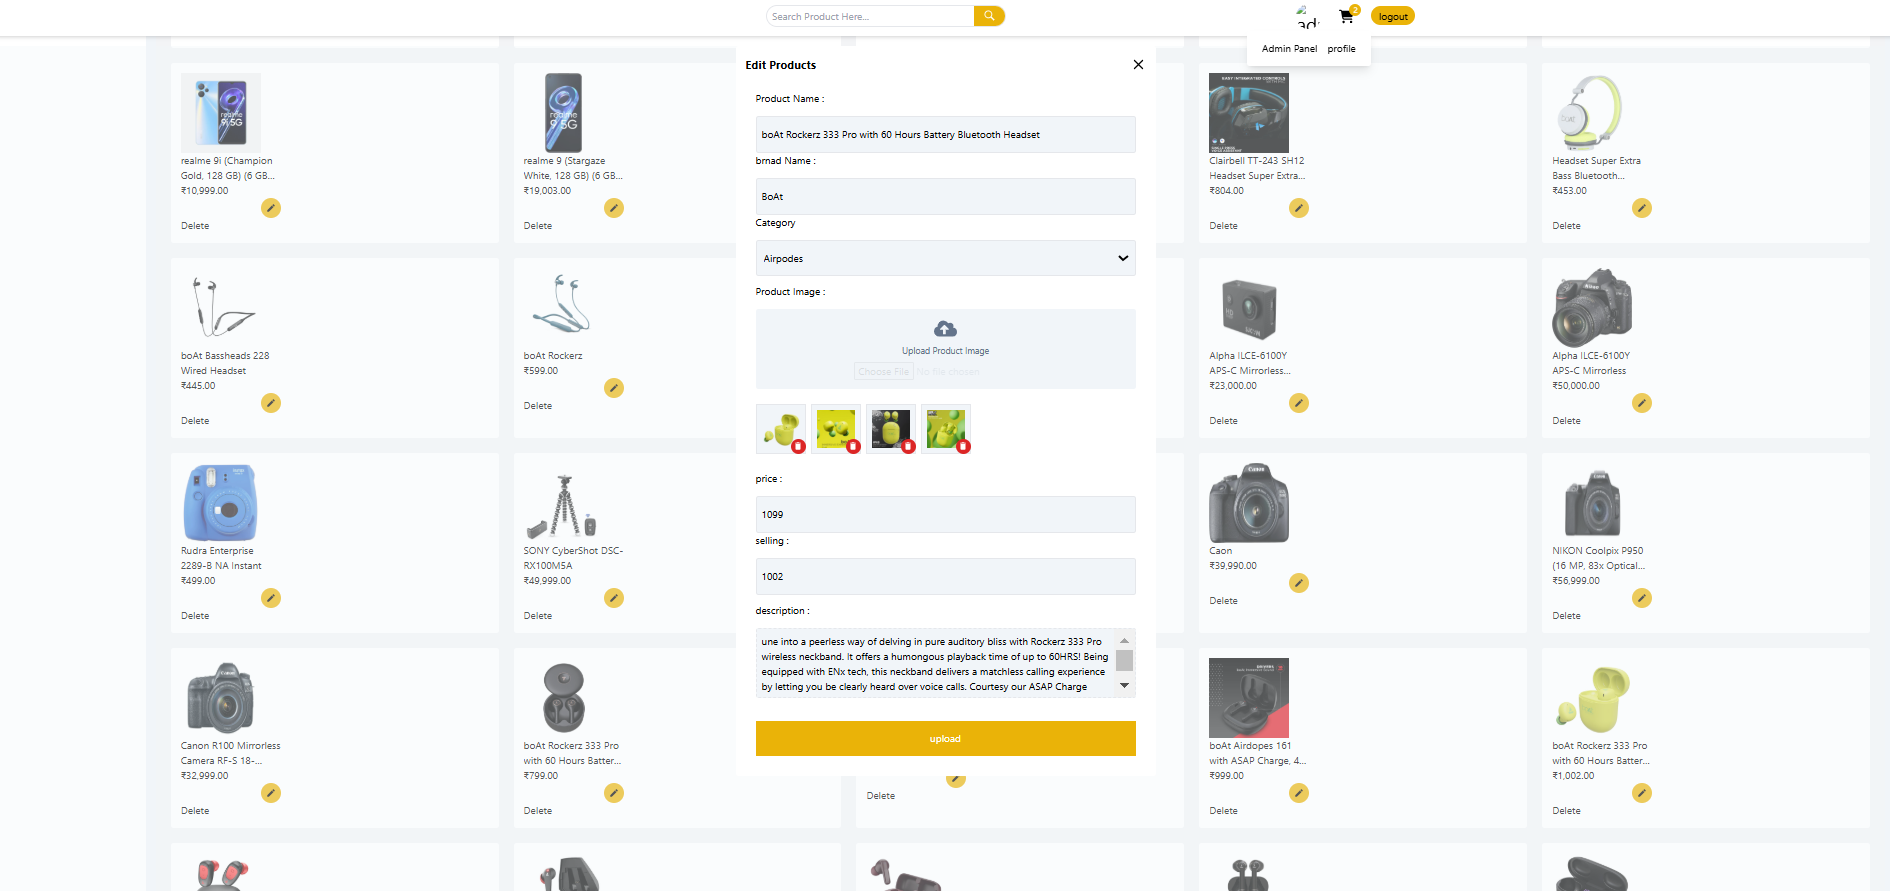 Search Product Here...
2
logout
Admin Panel profile
Edit Products
Product Name :
boAt Rockerz 333 Pro with 60 Hours Battery Bluetooth Headset
brnad Name :
BoAt
Category
Airpodes
Product Image :
Upload Product Image
Choose File No file chosen
price :
1099
selling :
1002
description :
une into a peerless way of delving in pure auditory bliss with Rockerz 333 Pro
wireless neckband. It offers a humongous playback time of up to 60HRS! Being
equipped with ENx tech, this neckband delivers a matchless calling experience
by letting you be clearly heard over voice calls. Courtesy our ASAP Charge
upload
realme
9i 5G
realme 9i (Champion
Gold, 128 GB) (6 GB...
₹10,999.00
Delete
realme
9i 5G
realme 9 (Stargaze
White, 128 GB) (6 GB...
₹19,003.00
Delete
EASY INTEGRATED CONTROLS
Clairbell TT-243 SH12
Headset Super Extra...
₹804.00
Delete
boAt
Headset Super Extra
Bass Bluetooth...
₹453.00
Delete
boAt Bassheads 228
Wired Headset
₹445.00
Delete
boAt Rockerz
₹599.00
Delete
Alpha ILCE-6100Y
APS-C Mirrorless...
₹23,000.00
Delete
Nikon
Alpha ILCE-6100Y
APS-C Mirrorless
₹50,000.00
Delete
Rudra Enterprise
2289-B NA Instant
₹499.00
Delete
SONY CyberShot DSC-
RX100M5A
₹49,999.00
Delete
Canon
Caon
₹39,990.00
Delete
NIKON Coolpix P950
(16 MP, 83x Optical...
₹56,999.00
Delete
Canon R100 Mirrorless
Camera RF-S 18-...
₹32,999.00
Delete
boAt Rockerz 333 Pro
with 60 Hours Batter...
₹799.00
Delete
Delete
boAt Airdopes 161
with ASAP Charge, 4...
₹999.00
Delete
boAt Rockerz 333 Pro
with 60 Hours Batter...
₹1,002.00
Delete